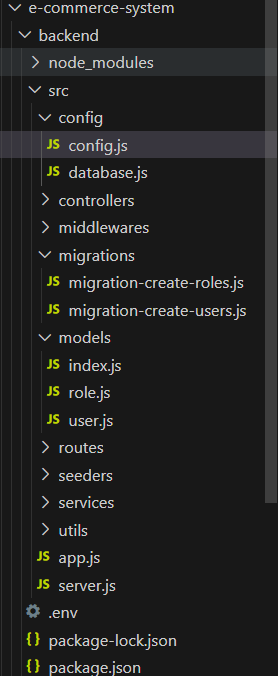 e-commerce-system
backend
node_modules
src
config
JS config.js
JS database.js
controllers
middlewares
migrations
JS migration-create-roles.js
JS migration-create-users.js
models
JS index.js
JS role.js
JS user.js
routes
seeders
services
utils
JS app.js
JS server.js
.env
{} package-lock.json
{} package.json